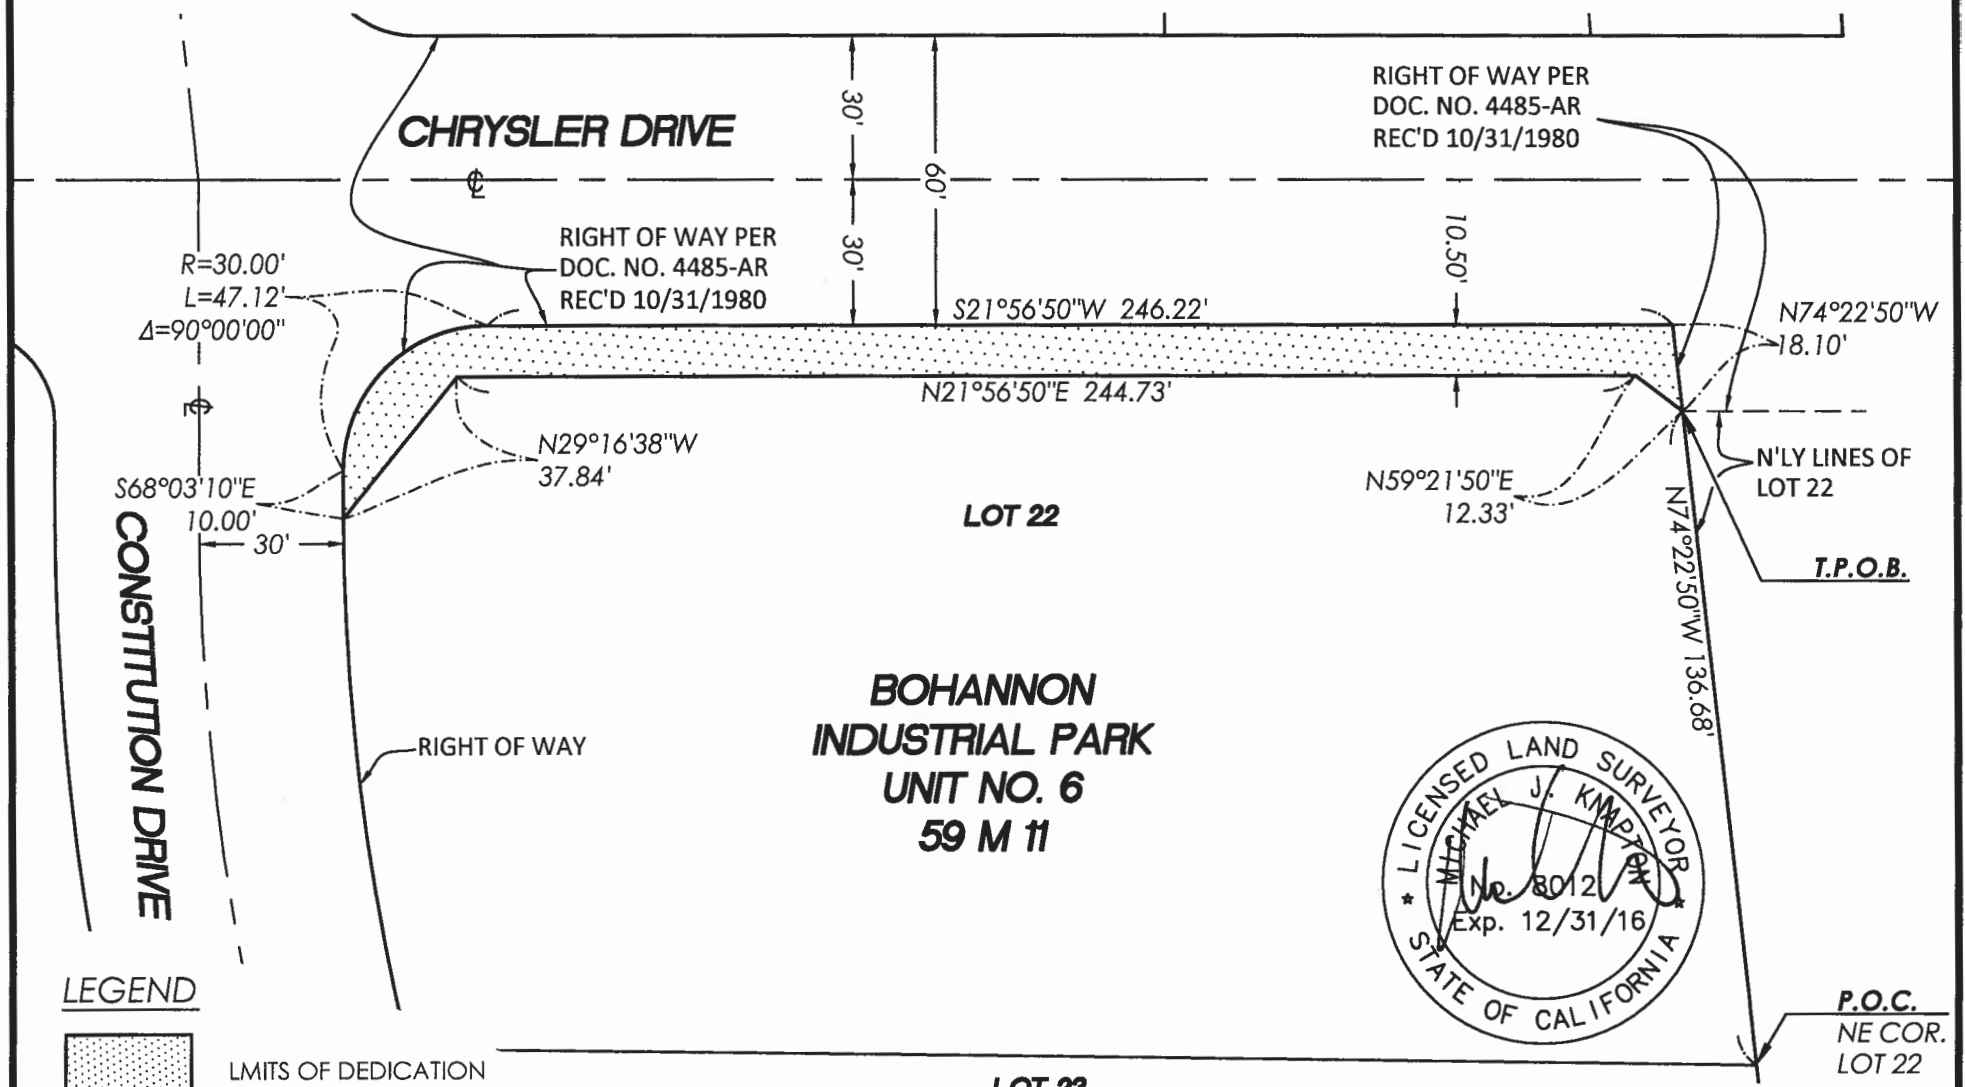 RIGHT OF WAY PER
DOC. NO. 4485-AR
REC'D 10/31/1980
CHRYSLER DRIVE
30'
60'
30'
10.50'
RIGHT OF WAY PER
DOC. NO. 4485-AR
REC'D 10/31/1980
R=30.00'
L=47.12'
Δ=90°00'00"
S21°56'50"W 246.22'
N74°22'50"W
18.10'
N21°56'50"E 244.73'
N29°16'38"W
37.84'
S68°03'10"E
10.00'
30'
N59°21'50"E
12.33'
N'LY LINES OF
LOT 22
LOT 22
N74°22'50"W 136.68'
T.P.O.B.
CONSTITUTION DRIVE
RIGHT OF WAY
BOHANNON
INDUSTRIAL PARK
UNIT NO. 6
59 M 11
LICENSED LAND SURVEYOR
MICHAEL J.
No. 8012
Exp. 12/31/16
STATE OF CALIFORNIA
P.O.C.
NE COR.
LOT 22
LEGEND
LMITS OF DEDICATION
LOT 23